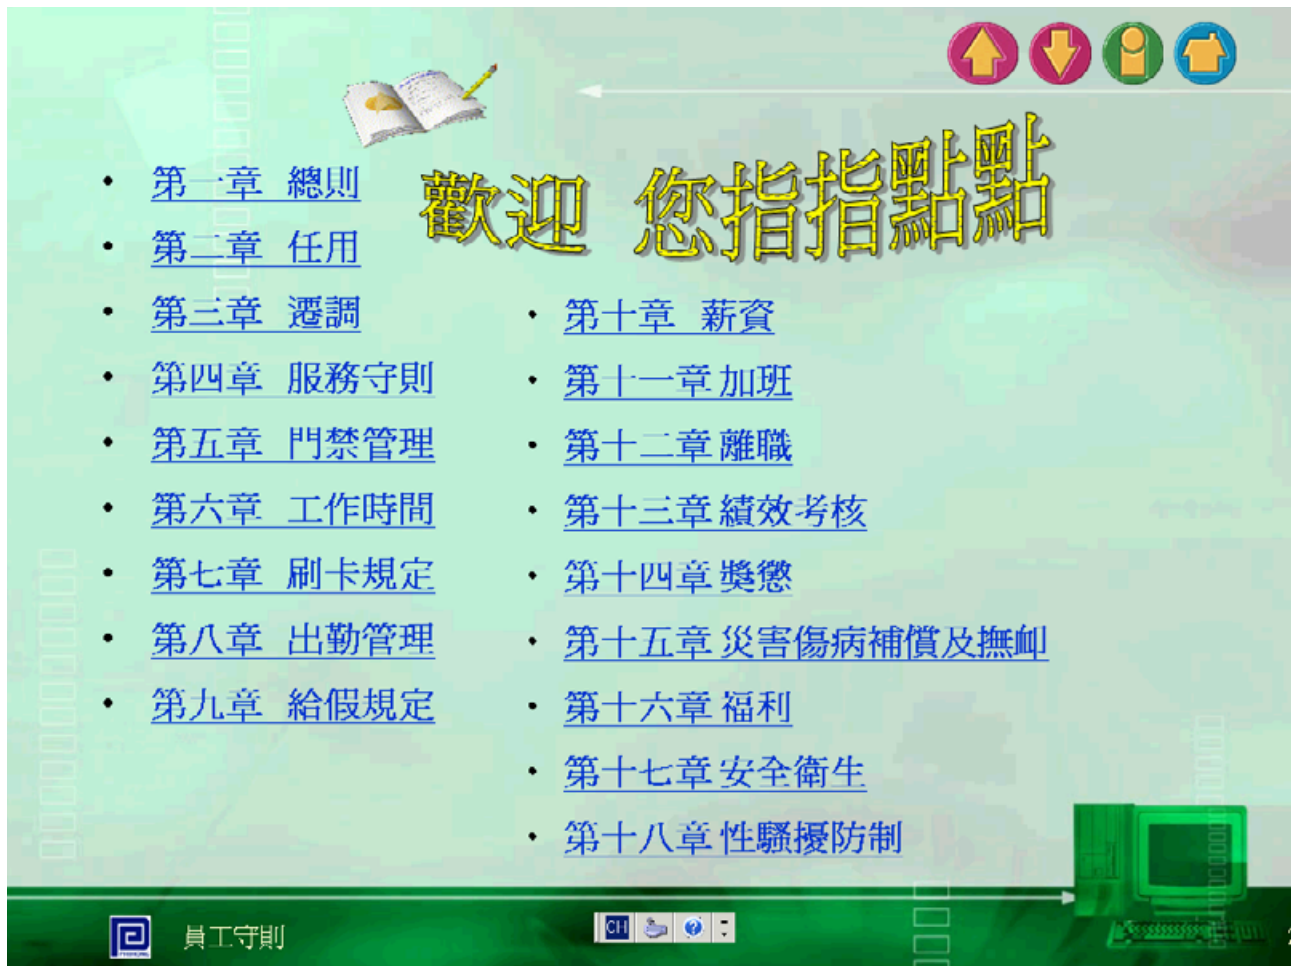 歡迎 您指指點點
第一章 總則
第二章 任用
第三章 遷調
第四章 服務守則
第五章 門禁管理
第六章 工作時間
第七章 刷卡規定
第八章 出勤管理
第九章 給假規定
第十章 薪資
第十一章 加班
第十二章 離職
第十三章 績效考核
第十四章 獎懲
第十五章 災害傷病補償及撫卹
第十六章 福利
第十七章 安全衛生
第十八章 性騷擾防制
員工守則
CH